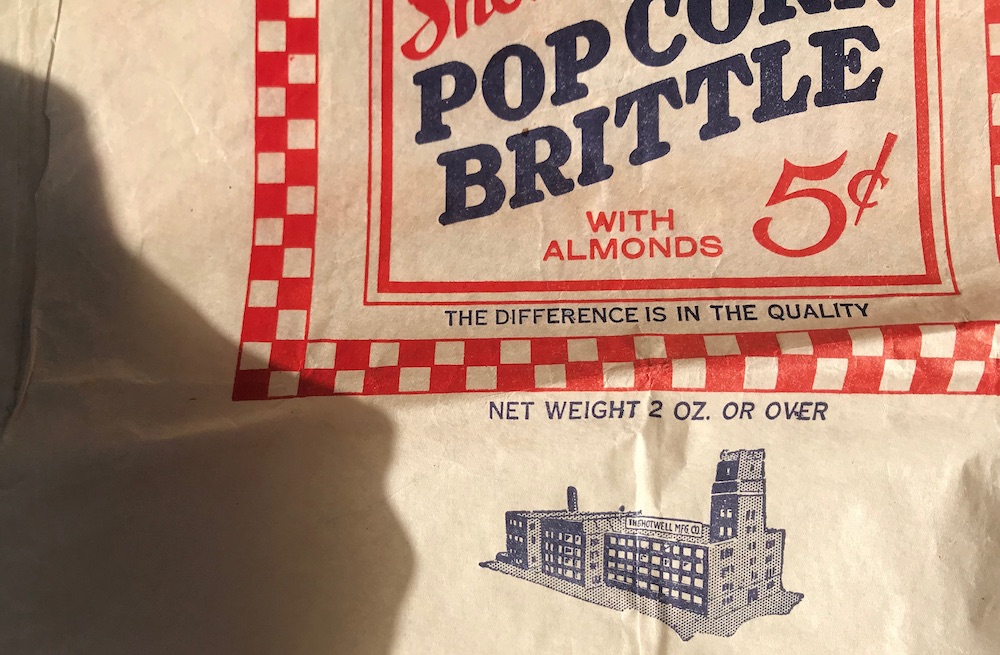 POP CORN
BRITTLE
5¢
WITH
ALMONDS
THE DIFFERENCE IS IN THE QUALITY
NET WEIGHT 2 OZ. OR OVER
THE SHOTWELL MFG CO